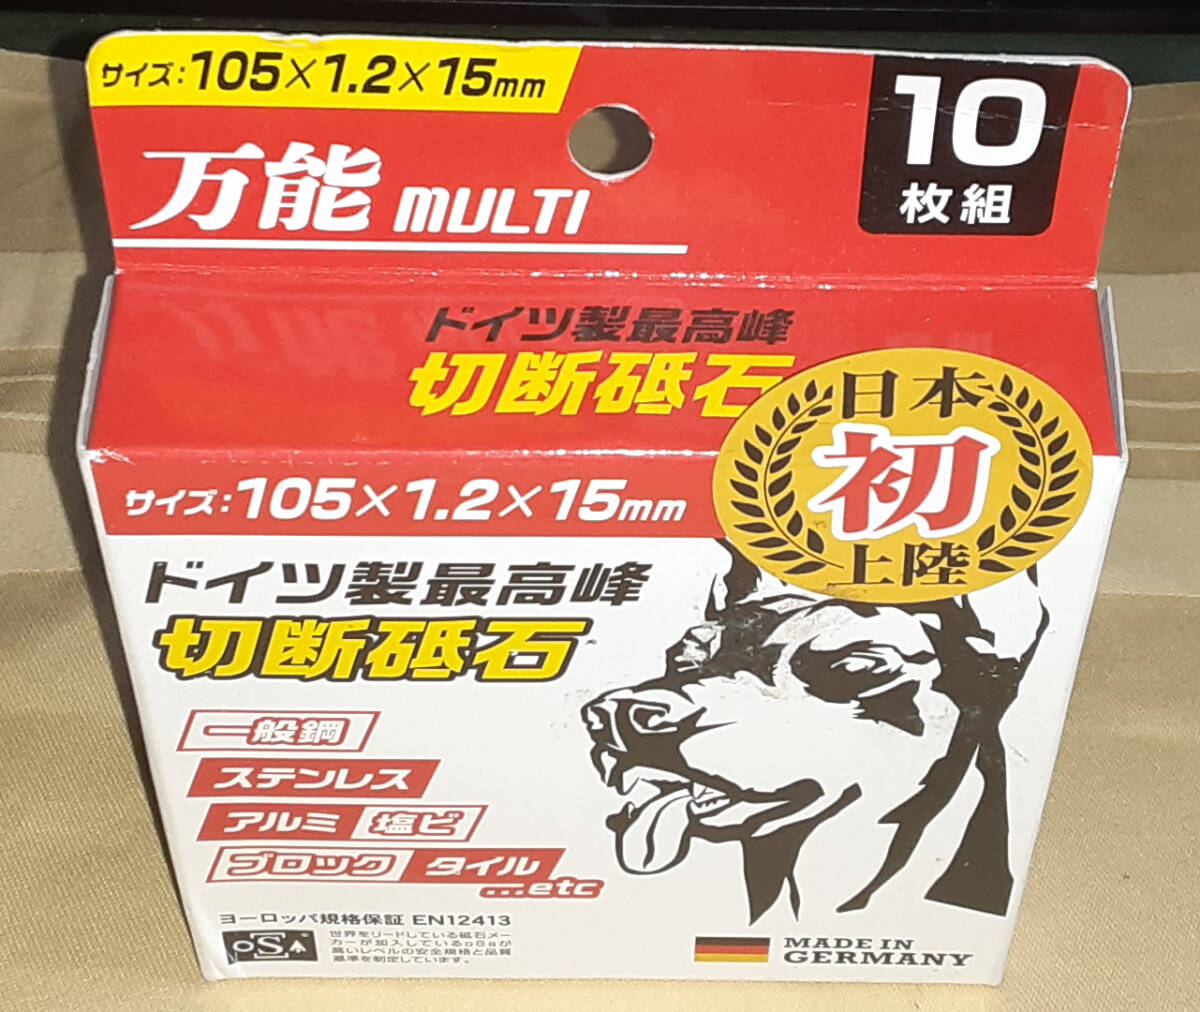 サイズ:105×1.2×15mm
10
枚組
万能 MULTI
ドイツ製最高峰
切断砥石
日本
初
上陸
サイズ:105×1.2×15mm
ドイツ製最高峰
切断砥石
一般鋼
ステンレス
アルミ 塩ビ
ブロック タイル
...etc
ヨーロッパ規格保証 EN12413
oSa
世界をリードしている砥石メー
カーが加入しているoSaが
高いレベルの安全規格と品質
基準を制定しています。
MADE IN
GERMANY